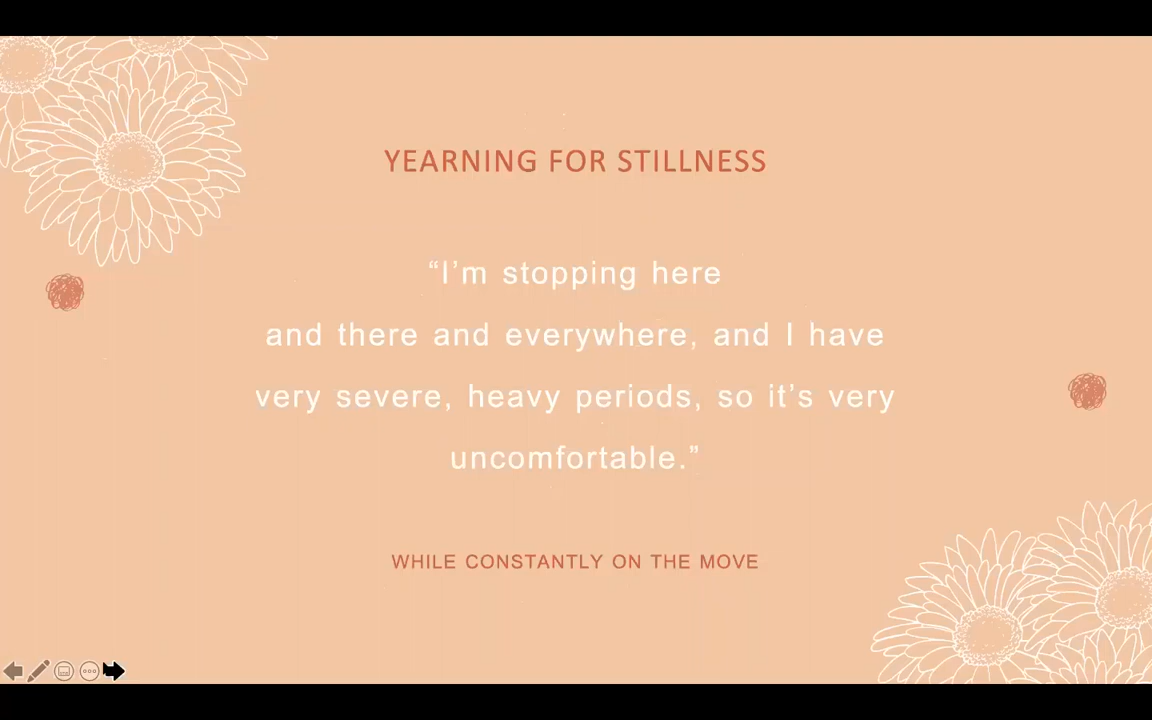 YEARNING FOR STILLNESS
“I’m stopping here
and there and everywhere, and I have
very severe, heavy periods, so it’s very
uncomfortable.”
WHILE CONSTANTLY ON THE MOVE